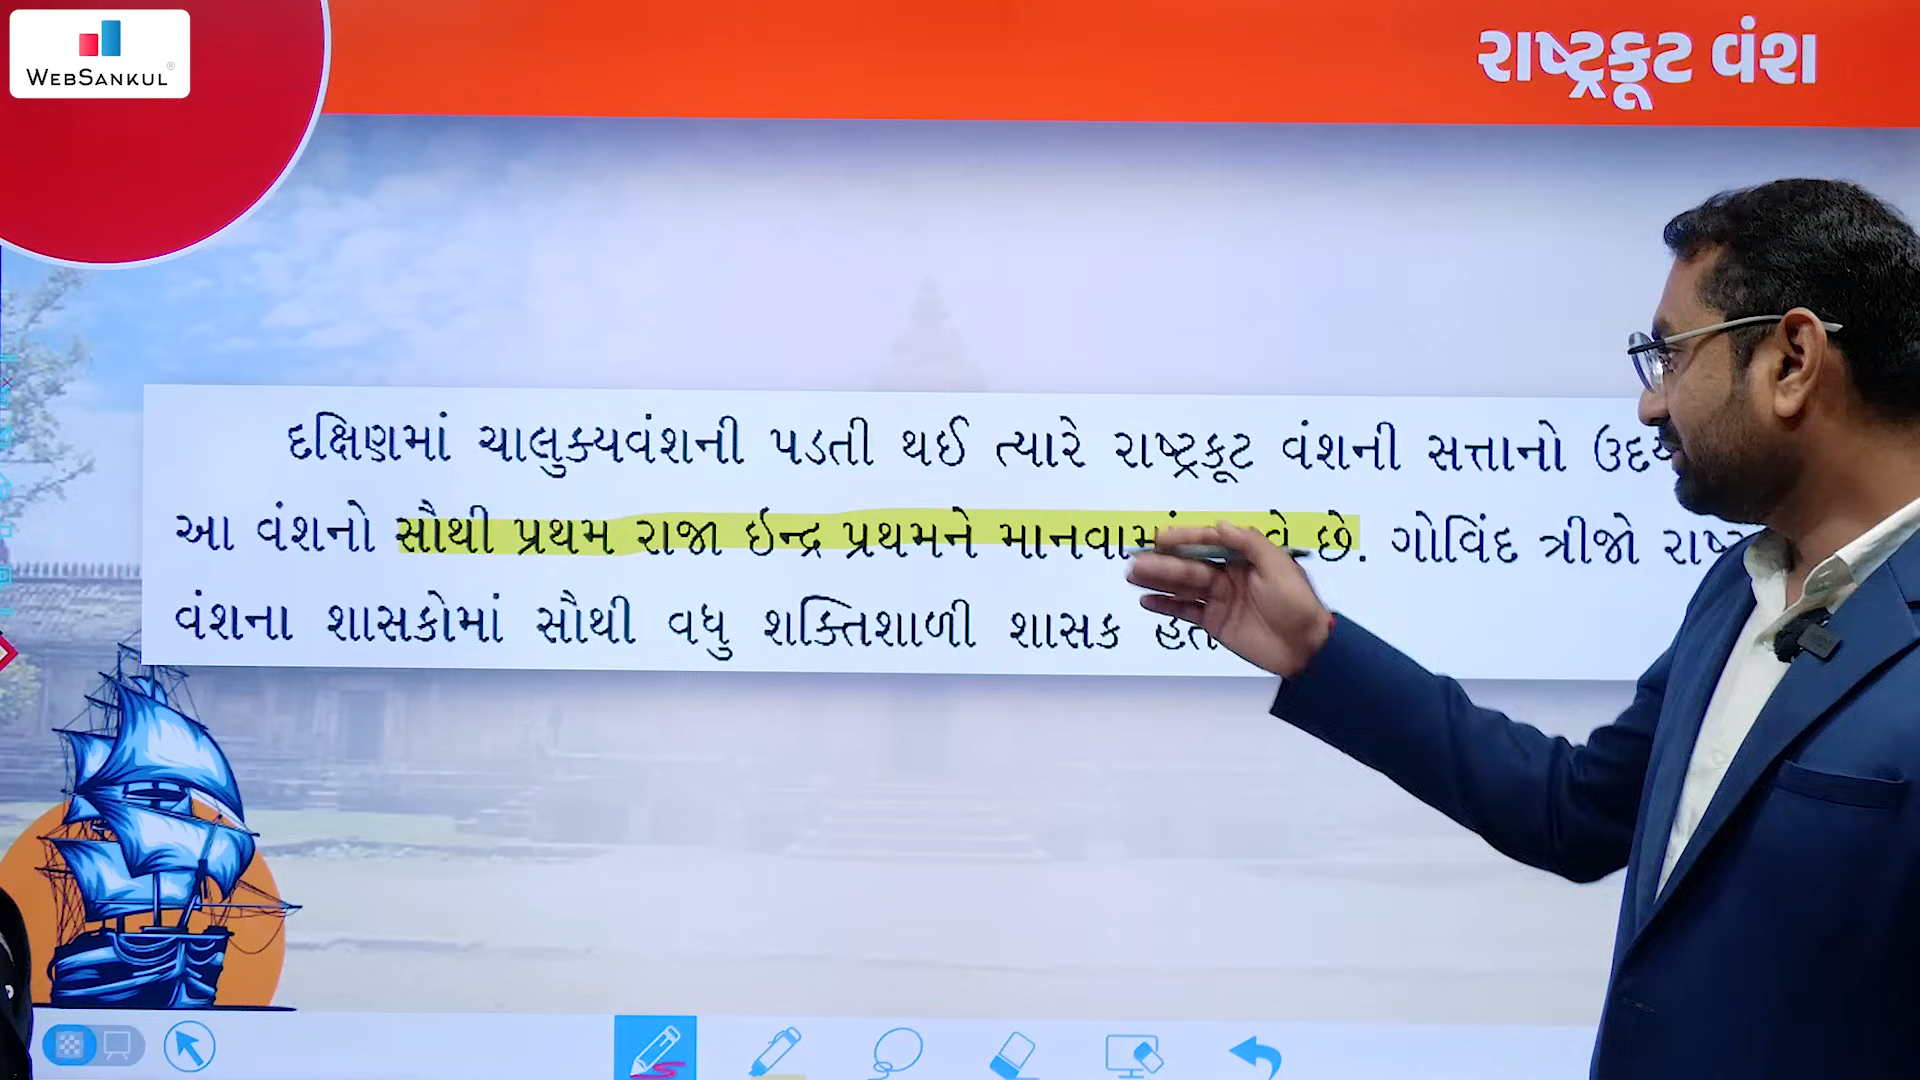 WEBSANKUL
રાષ્ટ્રકૂટ વંશ
દક્ષિણમાં ચાલુક્યવંશની પડતી થઈ ત્યારે રાષ્ટ્રકૂટ વંશની સત્તાનો
આ વંશનો સૌથી પ્રથમ રાજા ઇન્દ્ર પ્રથમને માનવામાં છે. ગોવિંદ ત્રીજો
વંશના શાસકોમાં સૌથી વધુ શક્તિશાળી શાસક